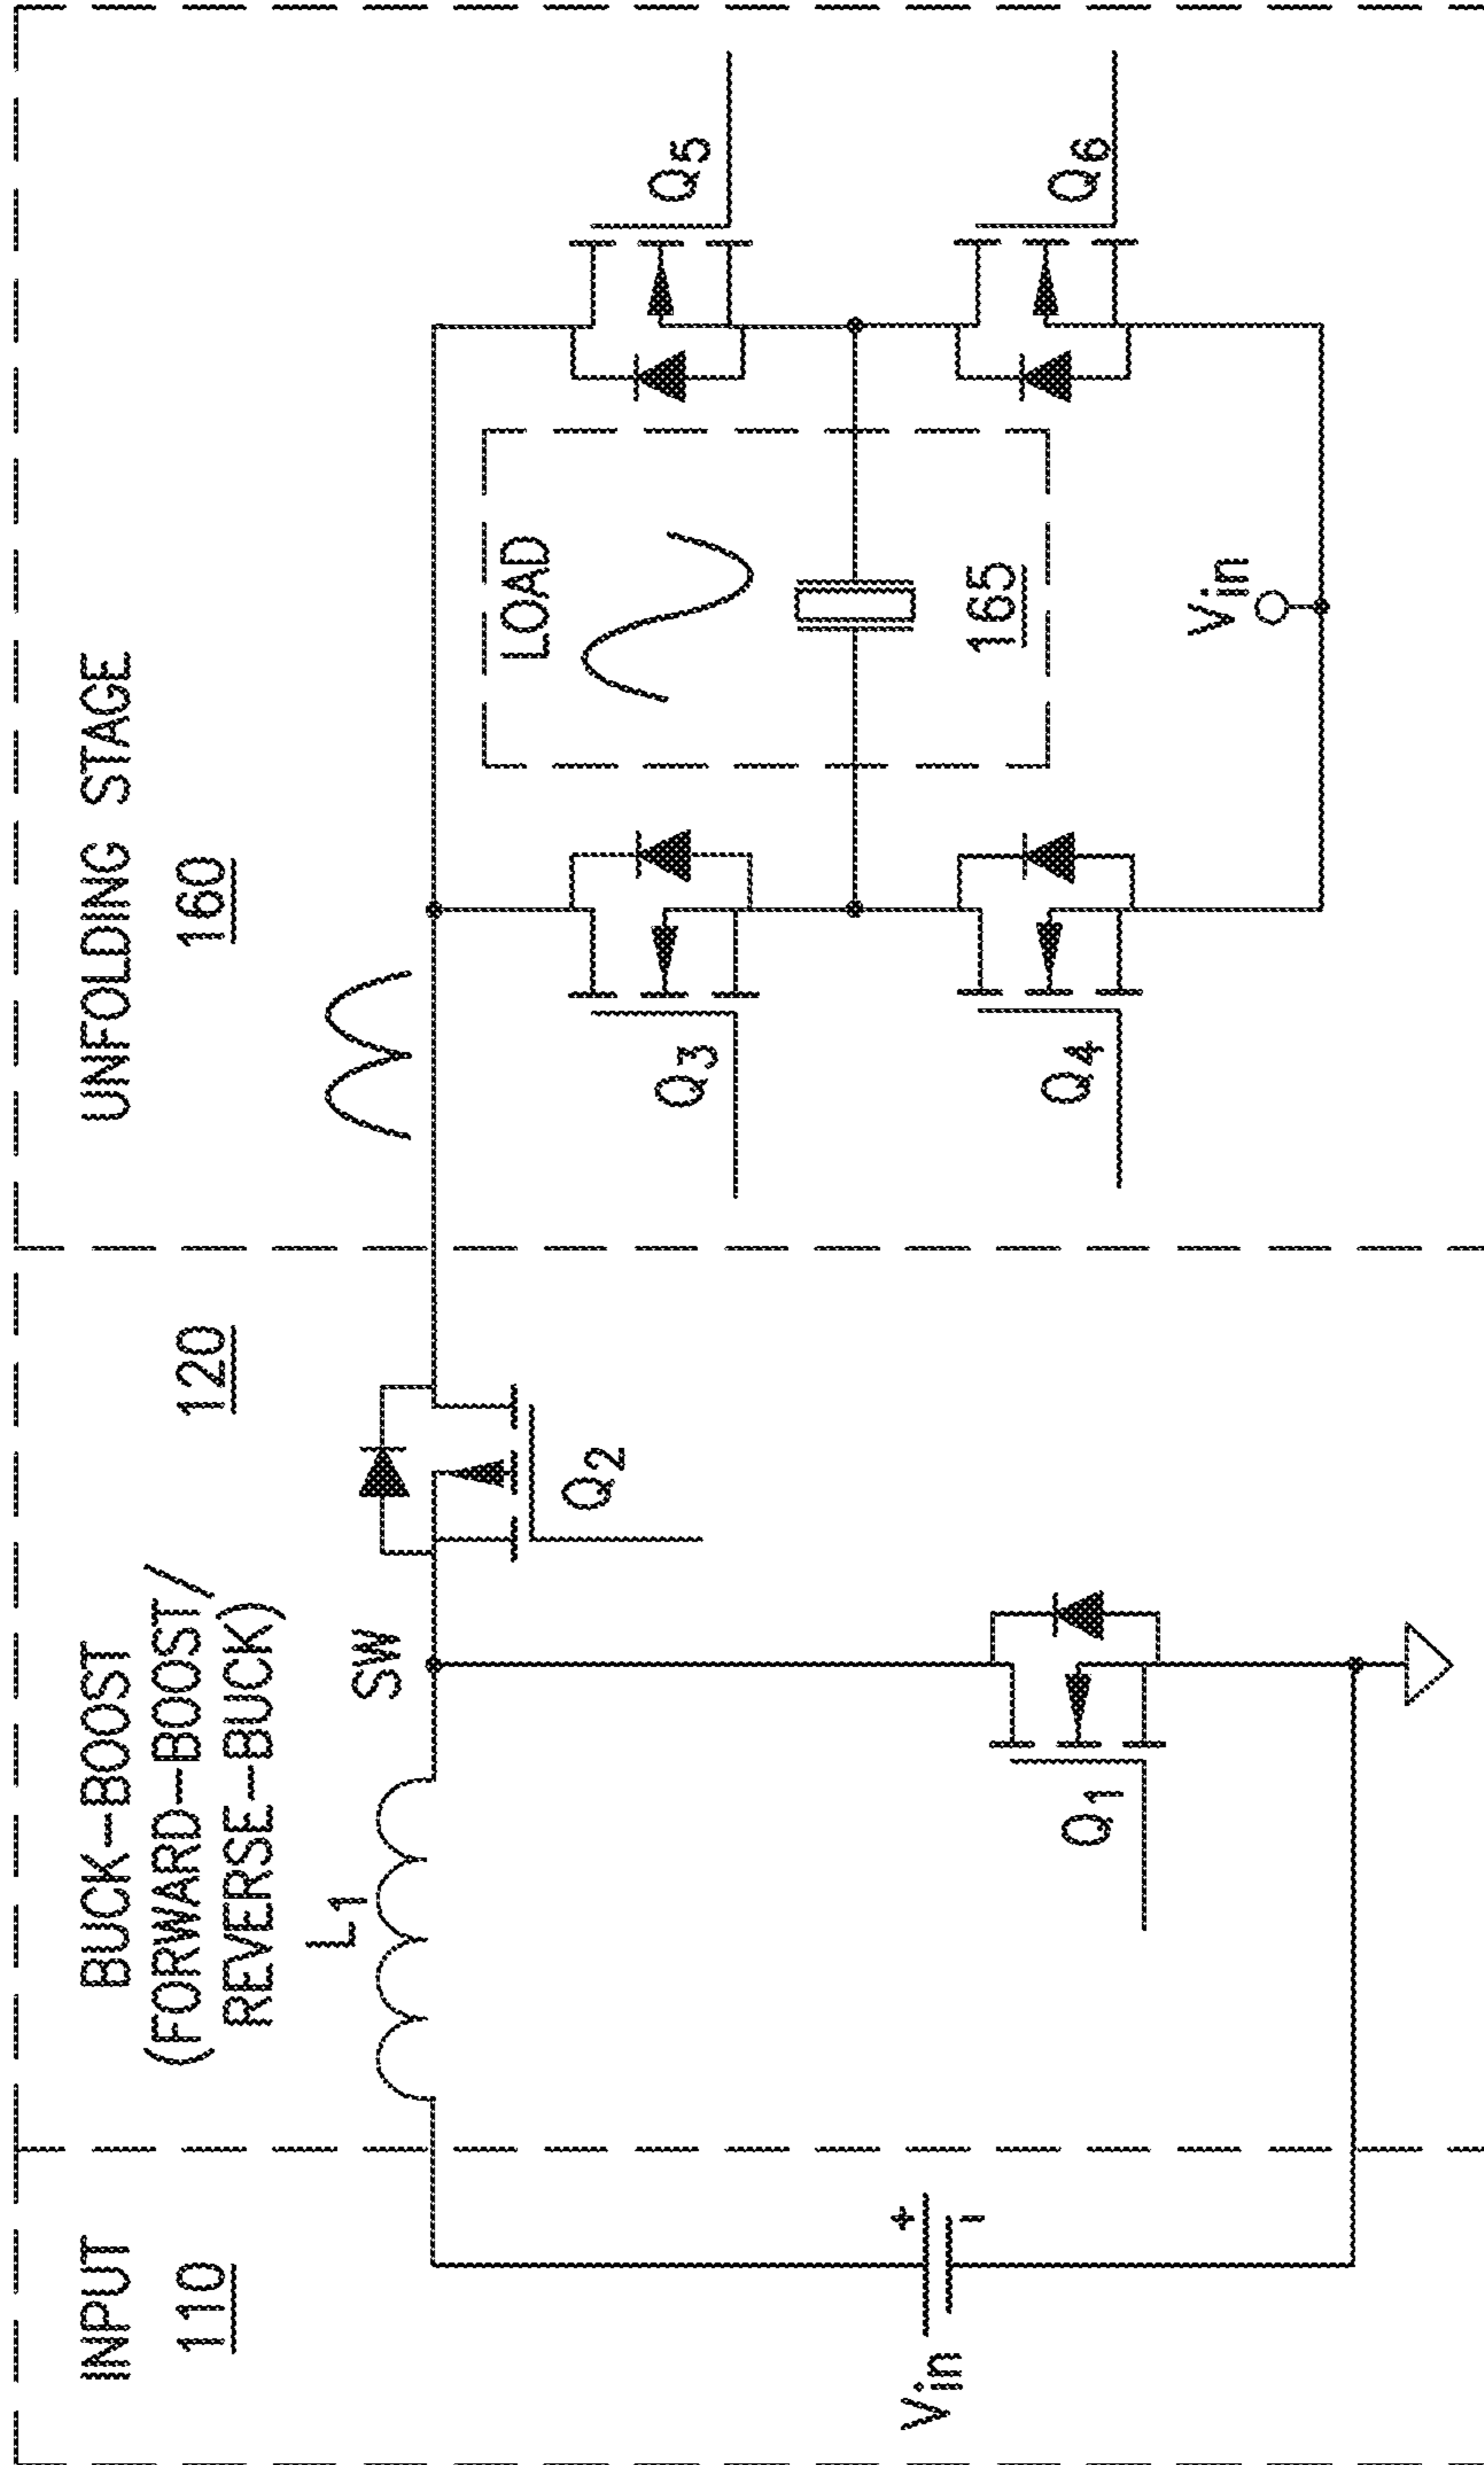 INPUT
110
BUCK-BOOST
(FORWARD-BOOST/
REVERSE-BUCK)
120
UNFOLDING STAGE
160
L1
SW
Q2
Q1
Vin
+
-
Q3
Q4
LOAD
165
Vin
Q5
Q6